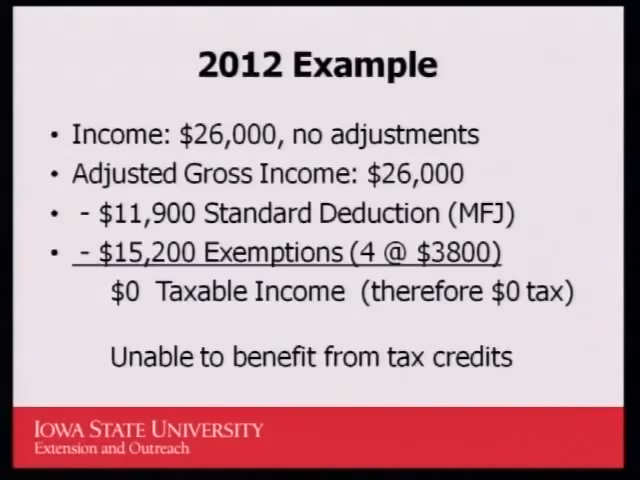 2012 Example
• Income: $26,000, no adjustments
• Adjusted Gross Income: $26,000
• - $11,900 Standard Deduction (MFJ)
• - $15,200 Exemptions (4 @ $3800)
$0 Taxable Income (therefore $0 tax)
Unable to benefit from tax credits
IOWA STATE UNIVERSITY
Extension and Outreach